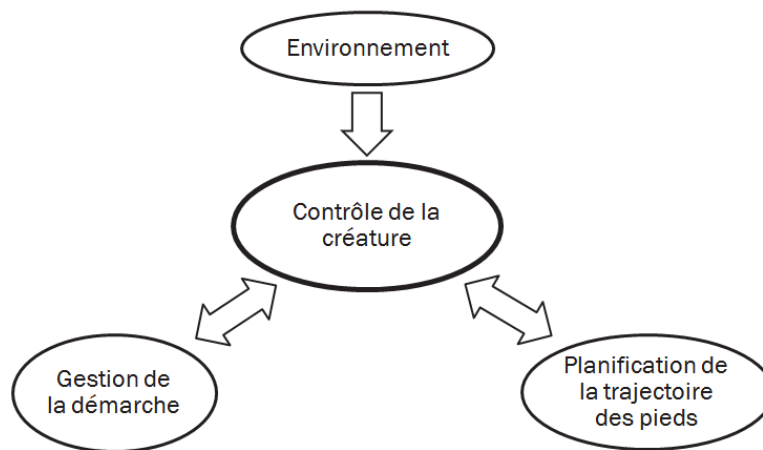 Environnement
Contrôle de la
créature
Gestion de
la démarche
Planification de
la trajectoire
des pieds